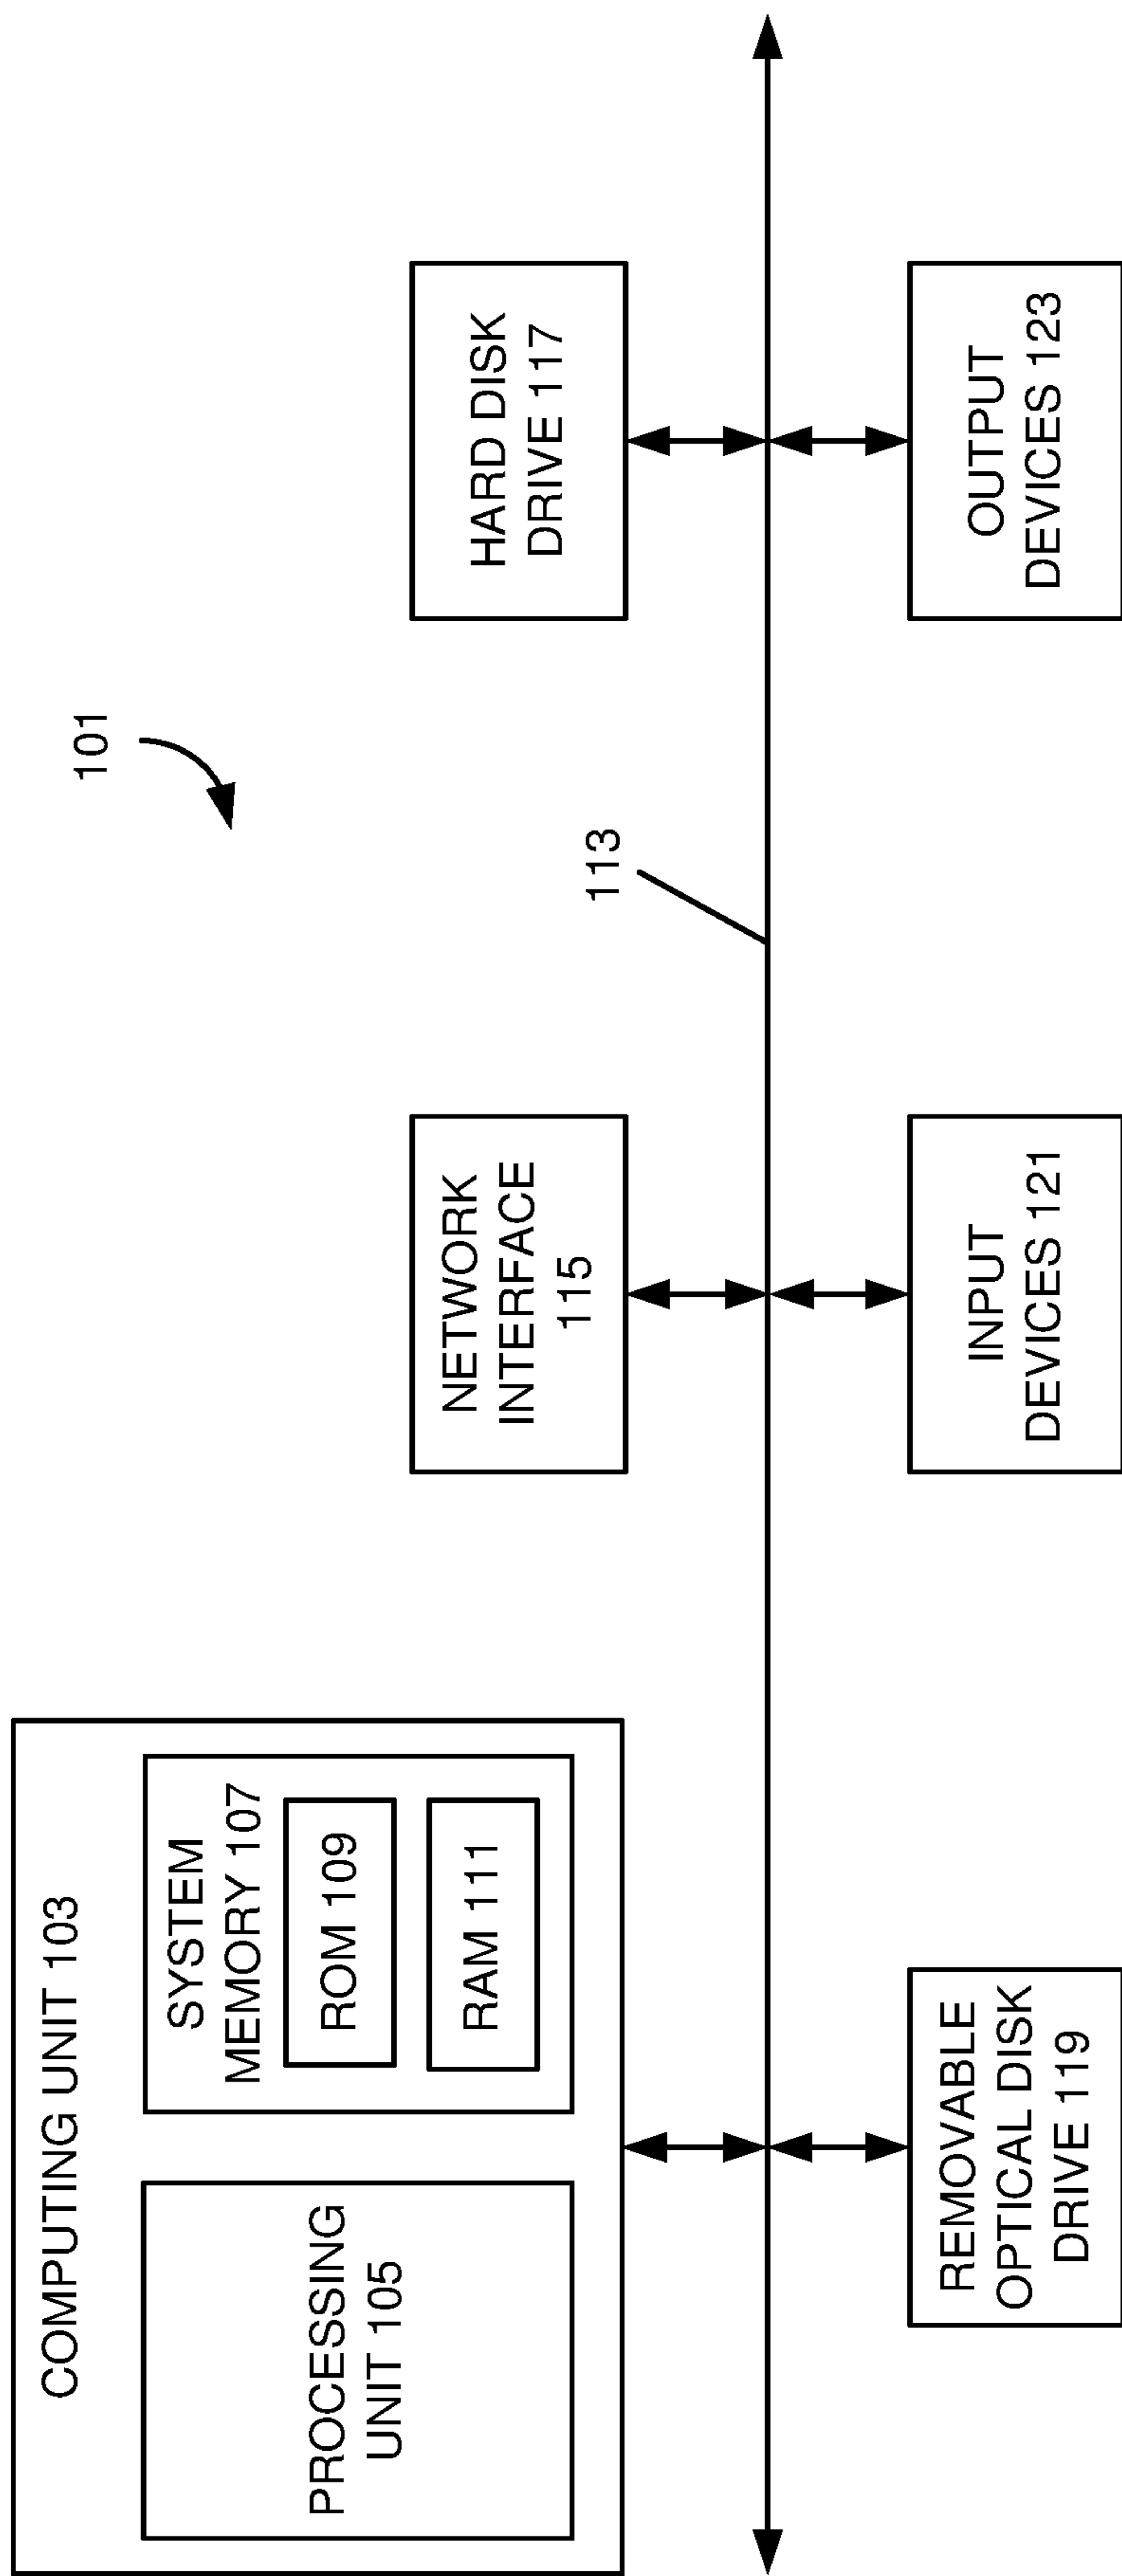 101
COMPUTING UNIT 103
PROCESSING
UNIT 105
SYSTEM
MEMORY 107
ROM 109
RAM 111
NETWORK
INTERFACE
115
HARD DISK
DRIVE 117
113
REMOVABLE
OPTICAL DISK
DRIVE 119
INPUT
DEVICES 121
OUTPUT
DEVICES 123